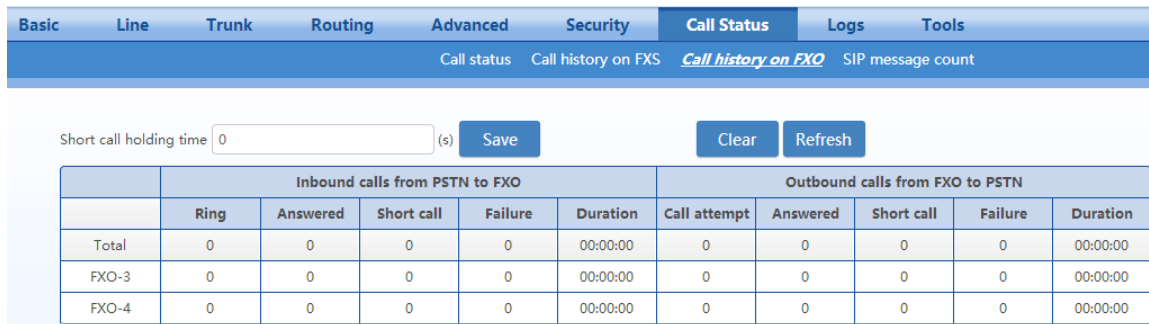 Basic Line Trunk Routing Advanced Security Call Status Logs Tools
Call status Call history on FXS Call history on FXO SIP message count
Short call holding time 0 (s) Save Clear Refresh
Inbound calls from PSTN to FXO Outbound calls from FXO to PSTN
Ring Answered Short call Failure Duration Call attempt Answered Short call Failure Duration
Total 0 0 0 0 00:00:00 0 0 0 0 00:00:00
FXO-3 0 0 0 0 00:00:00 0 0 0 0 00:00:00
FXO-4 0 0 0 0 00:00:00 0 0 0 0 00:00:00